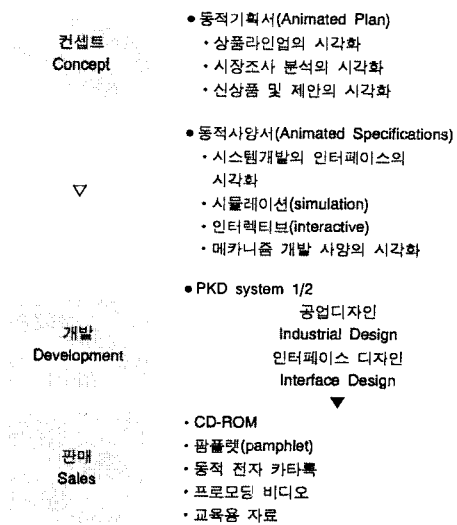 컨셉트
Concept
● 동적기획서(Animated Plan)
· 상품라인업의 시각화
· 시장조사 분석의 시각화
· 신상품 및 제안의 시각화
● 동적사양서(Animated Specifications)
· 시스템개발의 인터페이스의
시각화
· 시뮬레이션(simulation)
· 인터랙티브(interactive)
· 메카니즘 개발 사양의 시각화
▽
개발
Development
● PKD system 1/2
공업디자인
Industrial Design
인터페이스 디자인
Interface Design
▼
판매
Sales
· CD-ROM
· 팜플렛(pamphlet)
· 동적 전자 카타록
· 프로모딩 비디오
· 교육용 자료